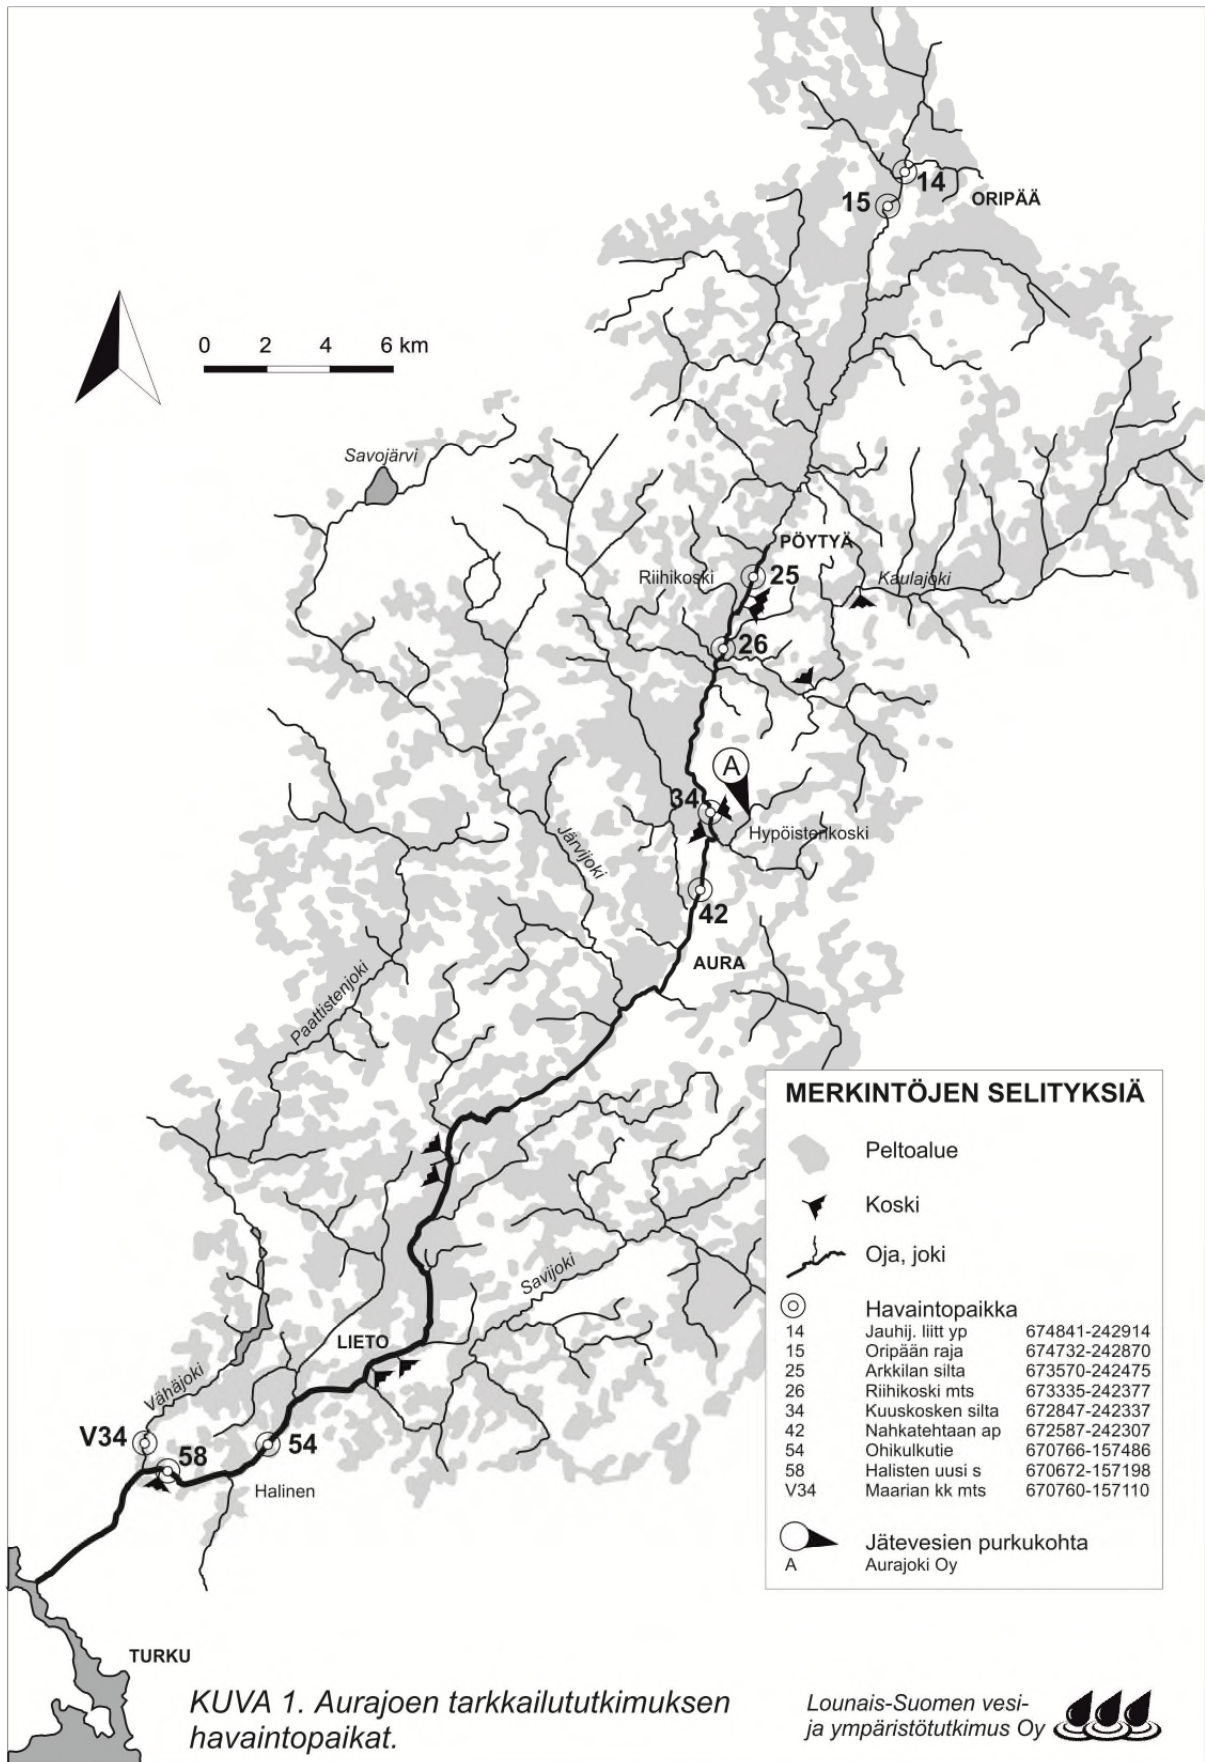 14
15
ORIPÄÄ
0 2 4 6 km
Savojärvi
PÖYTYÄ
Riihikoski
25
Kaulajoki
26
A
34
Hypöistenkoski
Järvijoki
42
AURA
Paattistenjoki
Savijoki
LIETO
Vähäjoki
V34
58
54
Halinen
TURKU
MERKINTÖJEN SELITYKSIÄ
Peltoalue
Koski
Oja, joki
Havaintopaikka
14 Jauhij. liitt yp 674841-242914
15 Oripään raja 674732-242870
25 Arkkilan silta 673570-242475
26 Riihikoski mts 673335-242377
34 Kuuskosken silta 672847-242337
42 Nahkatehtaan ap 672587-242307
54 Ohikulkutie 670766-157486
58 Halisten uusi s 670672-157198
V34 Maarian kk mts 670760-157110
Jätevesien purkukohta
A Aurajoki Oy
KUVA 1. Aurajoen tarkkailututkimuksen
havaintopaikat.
Lounais-Suomen vesi-
ja ympäristötutkimus Oy